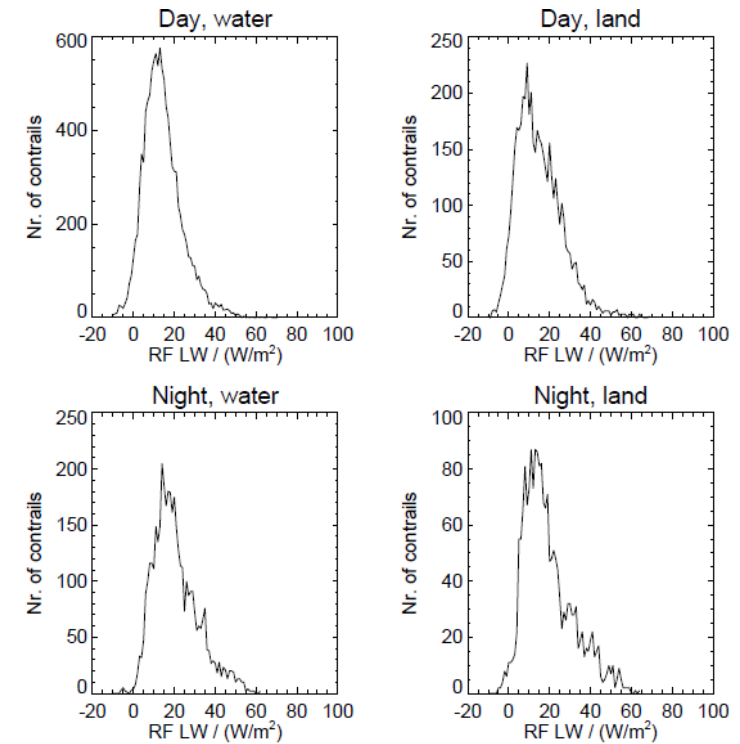 Day, water
600
400
200
0
Nr. of contrails
-20 0 20 40 60 80 100
RF LW / (W/m²)
Day, land
250
200
150
100
50
0
Nr. of contrails
-20 0 20 40 60 80 100
RF LW / (W/m²)
Night, water
250
200
150
100
50
0
Nr. of contrails
-20 0 20 40 60 80 100
RF LW / (W/m²)
Night, land
100
80
60
40
20
0
Nr. of contrails
-20 0 20 40 60 80 100
RF LW / (W/m²)